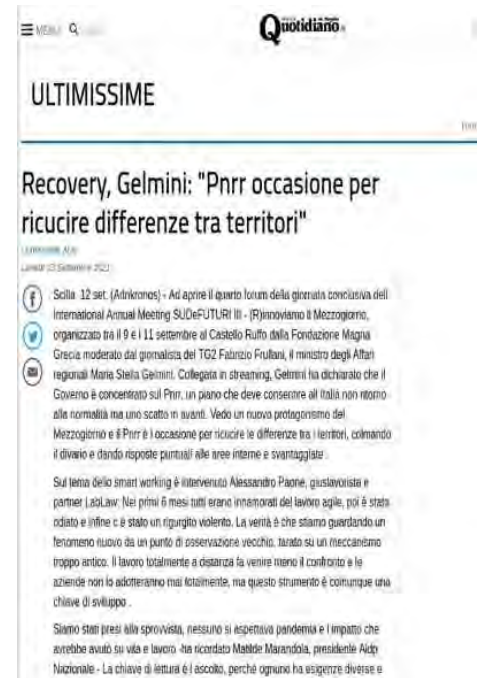 MENU
Quotidiano
ULTIMISSIME
Recovery, Gelmini: "Pnrr occasione per
ricucire differenze tra territori"
Lunedì Settembre
Scilla 12 set. (Adnkronos) - Ad aprire il quarto forum della giornata conclusiva dell
International Annual Meeting SUDeFUTURI III - (R)innoviamo il Mezzogiorno,
organizzato tra il 9 e l 11 settembre al Castello Ruffo dalla Fondazione Magna
Grecia moderato dal giornalista del TG2 Fabrizio Frullani, il ministro degli Affari
regionali Maria Stella Gelmini. Collegata in streaming, Gelmini ha dichiarato che il
Governo è concentrato sul Pnrr, un piano che deve consentire all Italia non ritorno
alla normalità ma uno scatto in avanti. Vedo un nuovo protagonismo del
Mezzogiorno e il Pnrr è l occasione per ricucire le differenze tra i territori, colmando
il divario e dando risposte puntuali alle aree interne e svantaggiate .
Sul tema dello smart working è intervenuto Alessandro Paone, giuslavorista e
partner LabLaw: Nei primi 6 mesi tutti erano innamorati del lavoro agile, poi è stato
odiato e infine c è stato un rigurgito violento. La verità è che stiamo guardando un
fenomeno nuovo da un punto di osservazione vecchio, tarato su un meccanismo
troppo antico. Il lavoro totalmente a distanza fa venire meno il confronto e le
aziende non lo adotteranno mai totalmente, ma questo strumento è comunque una
chiave di sviluppo .
Siamo stati presi alla sprovvista, nessuno si aspettava pandemia e l impatto che
avrebbe avuto su vita e lavoro -ha ricordato Matilde Marandola, presidente Aidp
Nazionale - La chiave di lettura è l ascolto, perché ognuno ha esigenze diverse e